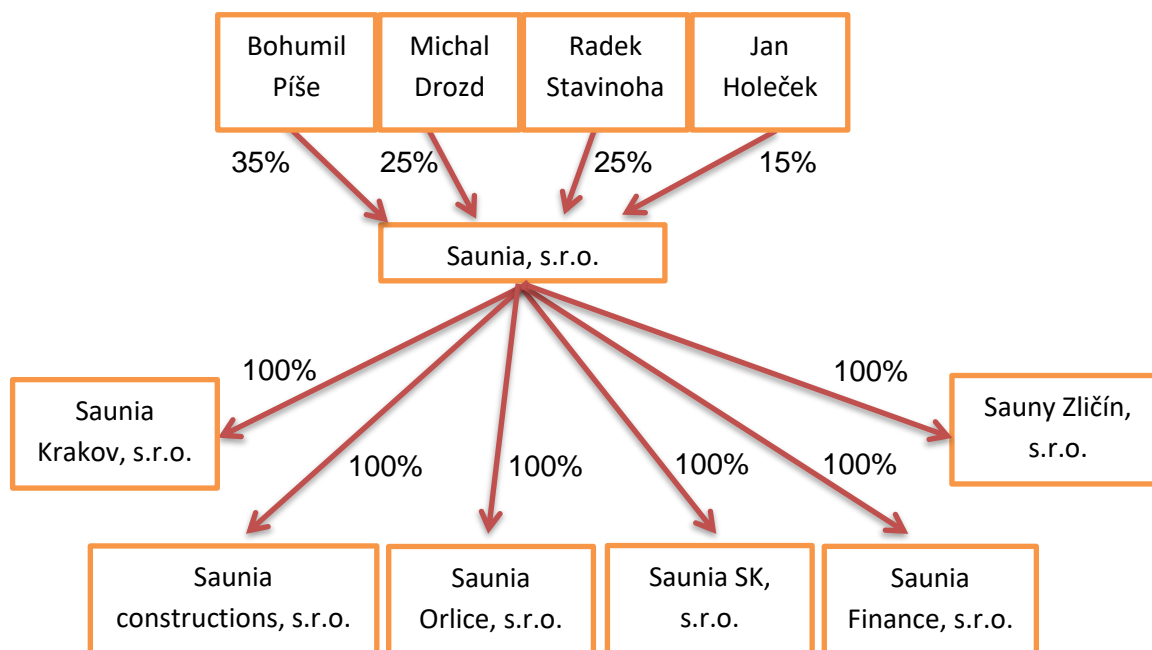 Bohumil
Píše
Michal
Drozd
Radek
Stavinoha
Jan
Holeček
35%
25%
25%
15%
Saunia, s.r.o.
100%
100%
Saunia
Krakov, s.r.o.
Sauny Zličín,
s.r.o.
100%
100%
100%
100%
Saunia
constructions, s.r.o.
Saunia
Orlice, s.r.o.
Saunia SK,
s.r.o.
Saunia
Finance, s.r.o.